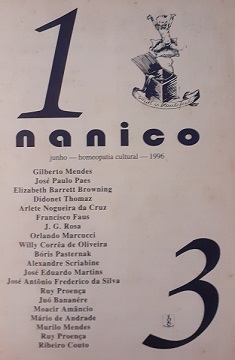 1
nanico
junho — homeopatia cultural — 1996
Gilberto Mendes
José Paulo Paes
Elizabeth Barrett Browning
Didonet Thomaz
Arlete Nogueira da Cruz
Francisco Faus
J. G. Rosa
Orlando Marcucci
Willy Corrêa de Oliveira
Bóris Pasternak
Alexandre Scriabine
José Eduardo Martins
José Antônio Frederico da Silva
Ruy Proença
Juó Bananére
Moacir Amâncio
Mário de Andrade
Murilo Mendes
Ruy Proença
Ribeiro Couto
3